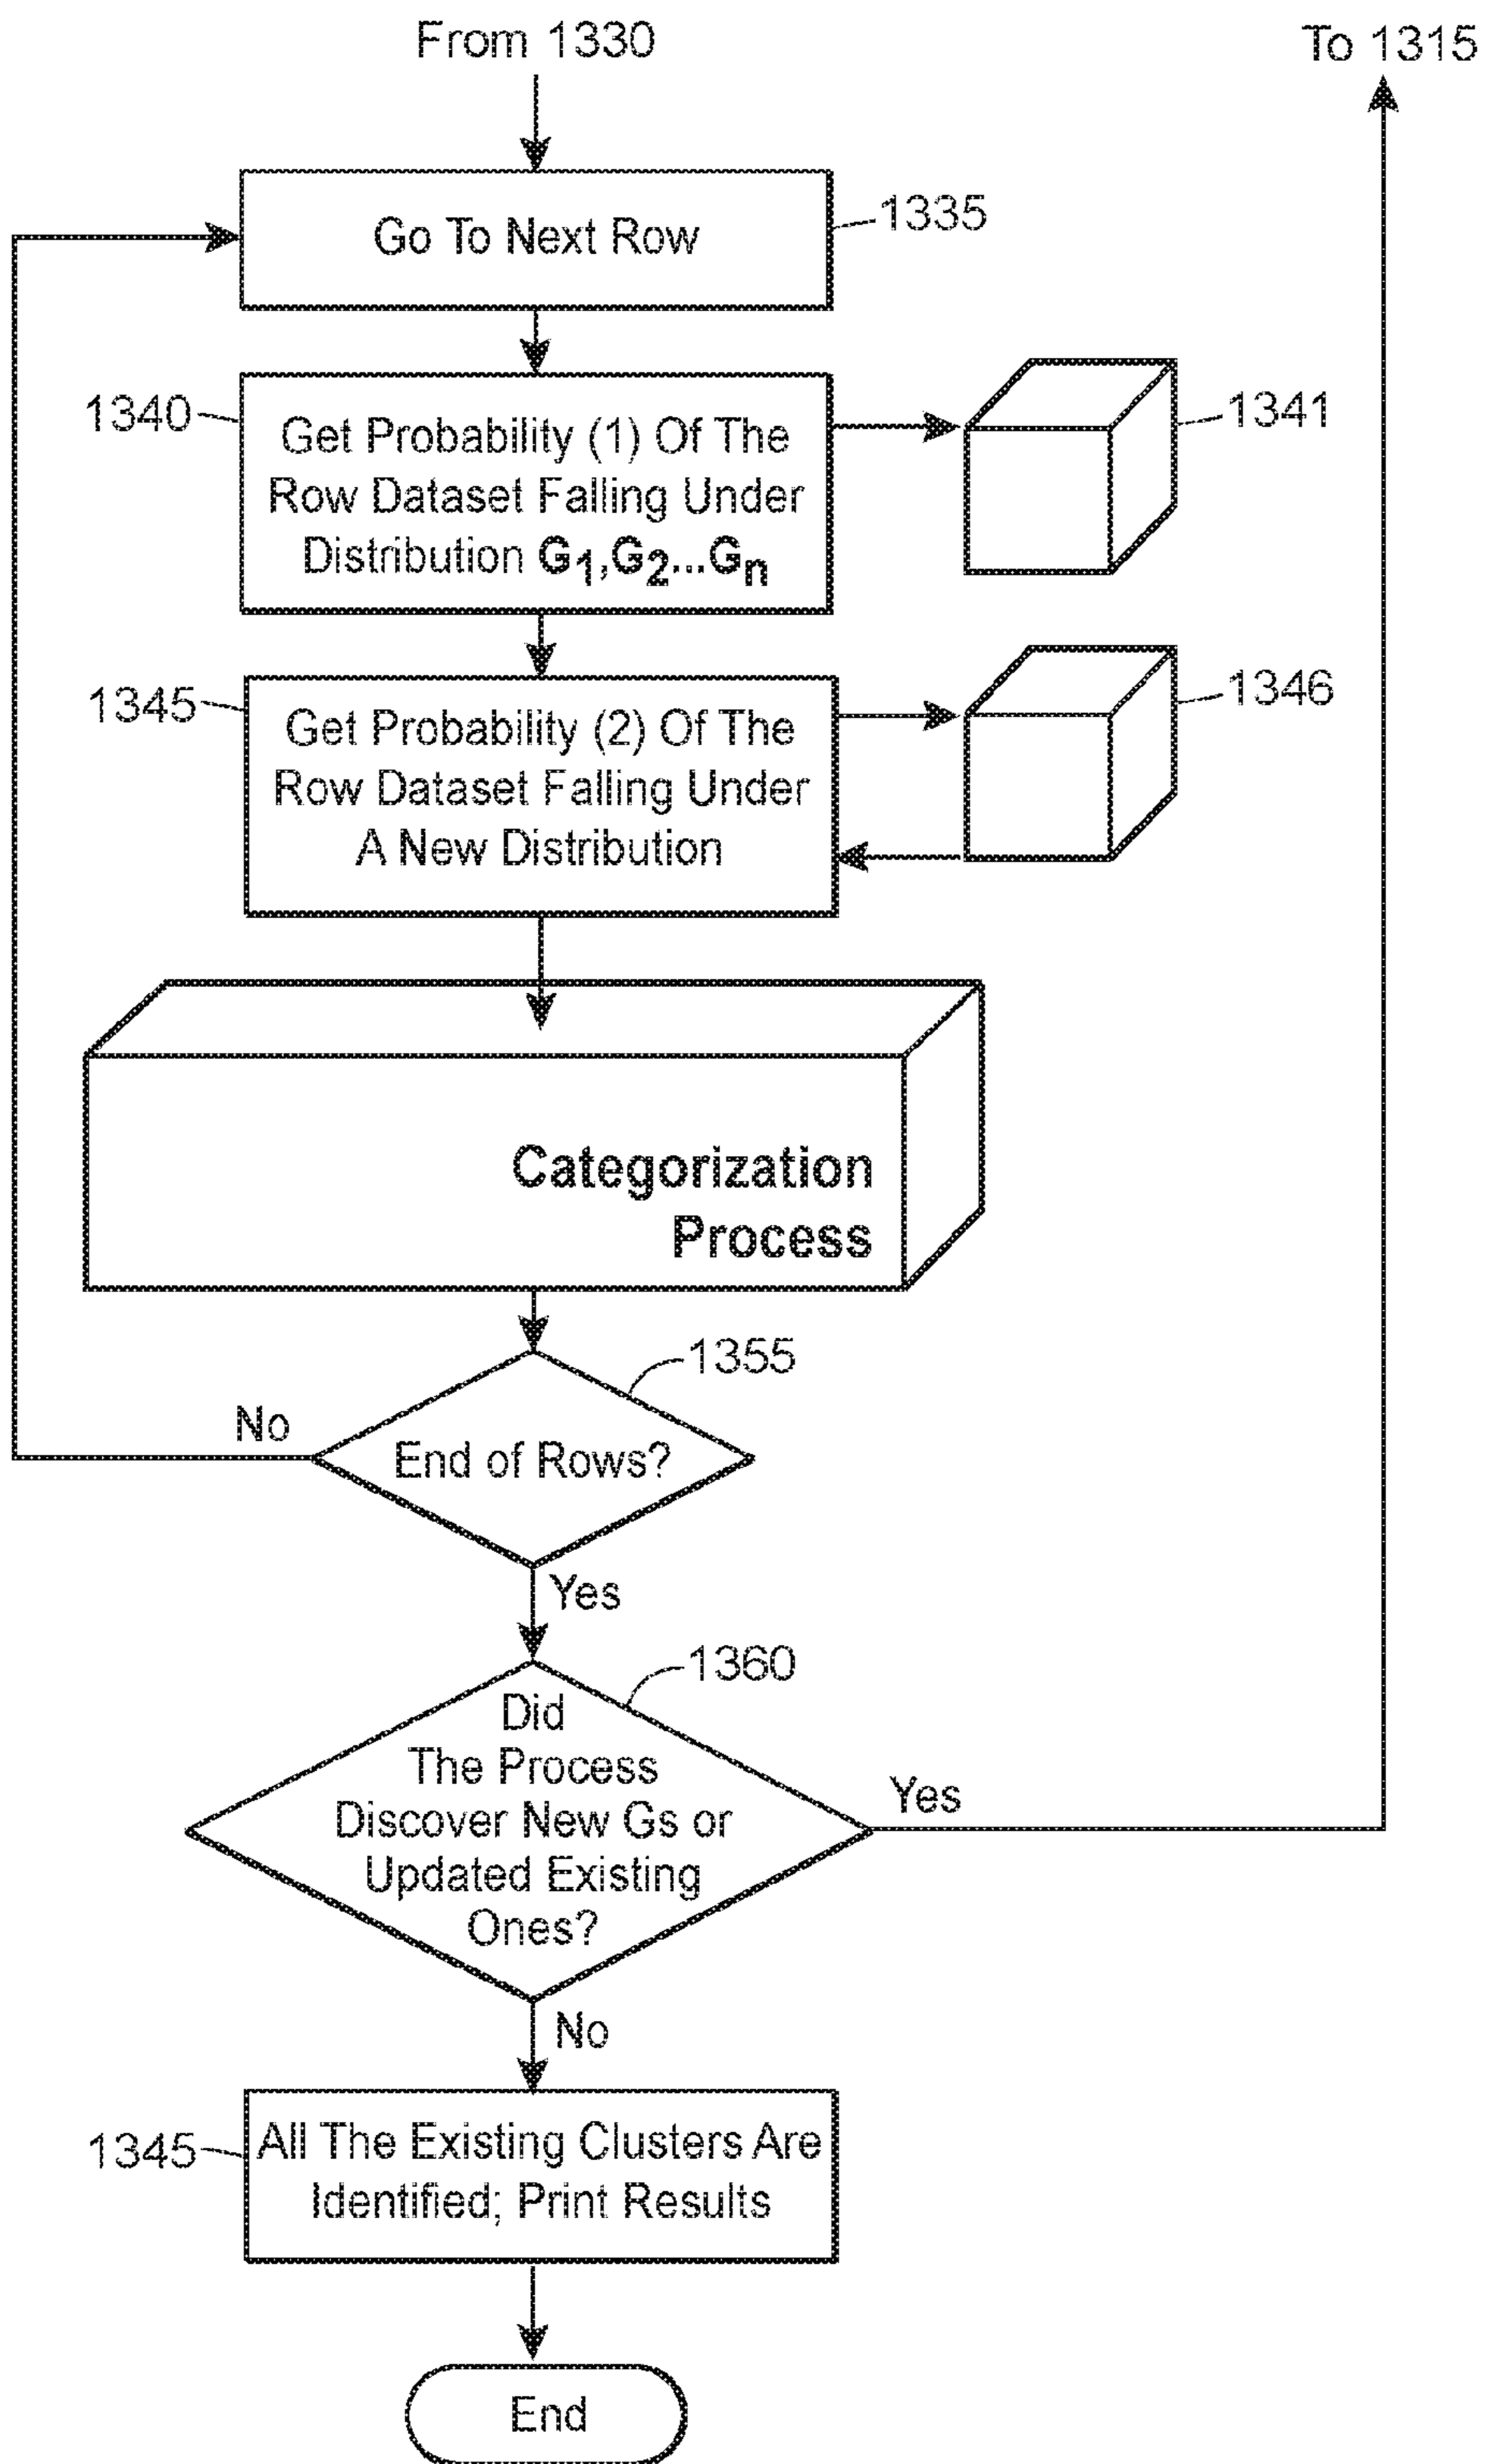 From 1330
To 1315
Go To Next Row
1335
1340
Get Probability (1) Of The
Row Dataset Falling Under
Distribution G1,G2...Gn
1341
1345
Get Probability (2) Of The
Row Dataset Falling Under
A New Distribution
1346
Categorization
Process
1355
No
End of Rows?
Yes
1360
Did
The Process
Discover New Gs or
Updated Existing
Ones?
Yes
No
1345
All The Existing Clusters Are
Identified; Print Results
End